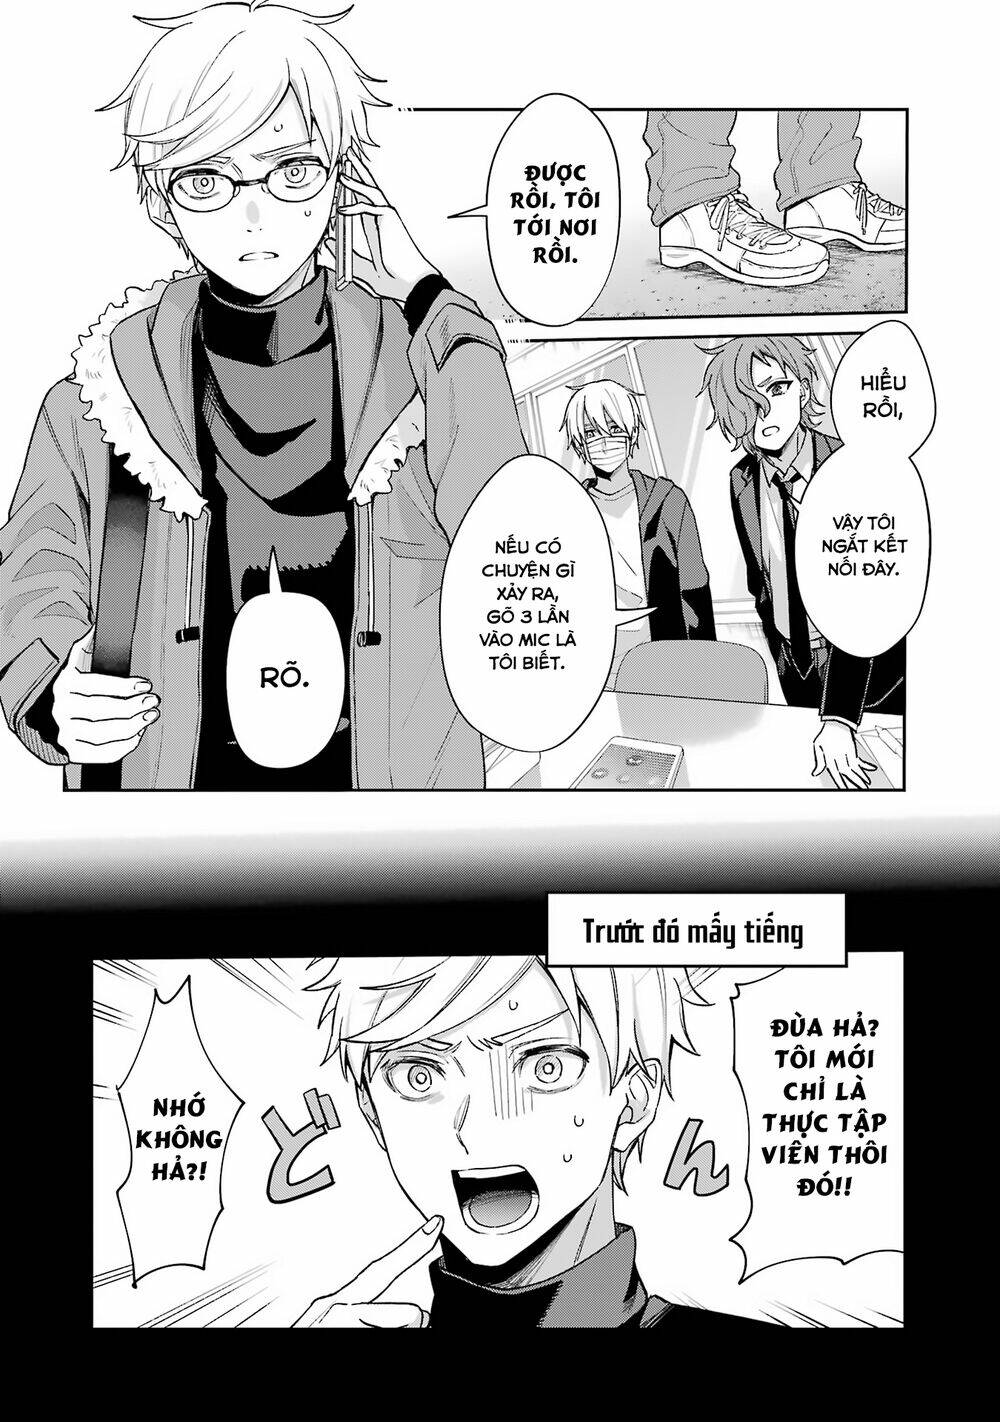 ĐƯỢC
RỒI, TÔI
TỚI NƠI
RỒI.
HIỂU
RỒI,
VẬY TÔI
NGẮT KẾT
NỐI ĐÂY.
NẾU CÓ
CHUYỆN GÌ
XẢY RA,
GÕ 3 LẦN
VÀO MIC LÀ
TÔI BIẾT.
RÕ.
Trước đó mấy tiếng
ĐÙA HẢ?
TÔI MỚI
CHỈ LÀ
THỰC TẬP
VIÊN THÔI
ĐÓ!!
どん
NHỚ
KHÔNG
HẢ?!